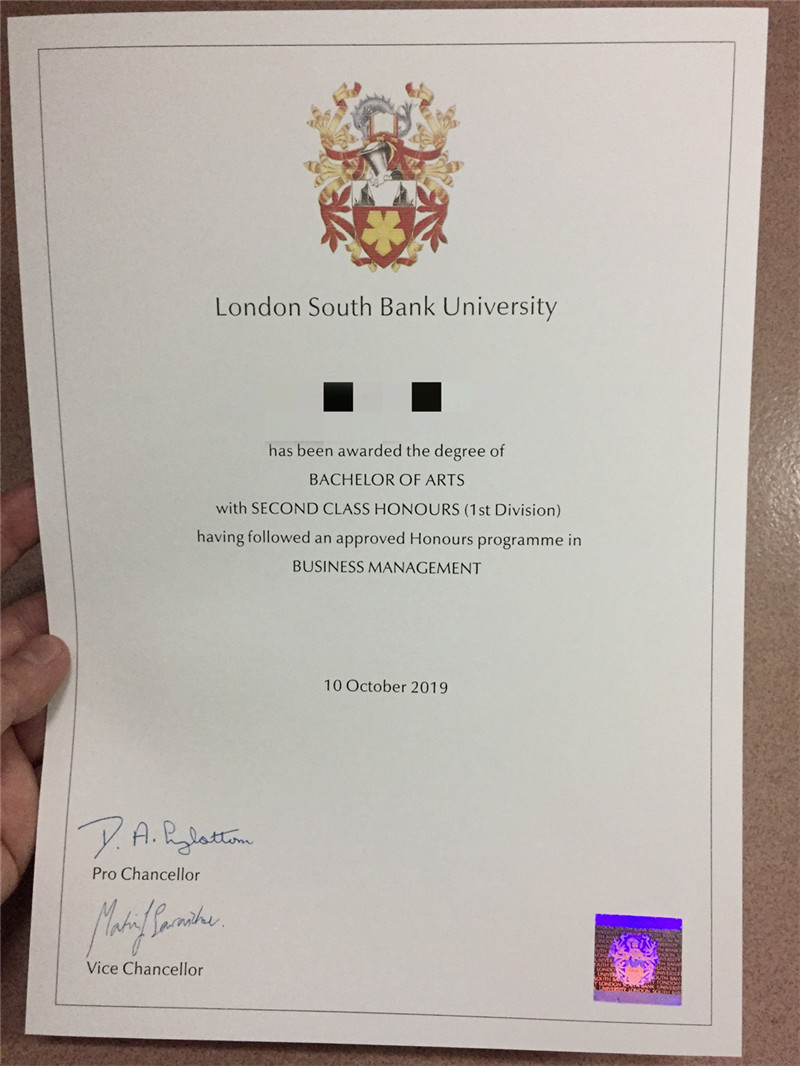 London South Bank University
has been awarded the degree of
BACHELOR OF ARTS
with SECOND CLASS HONOURS (1st Division)
having followed an approved Honours programme in
BUSINESS MANAGEMENT
10 October 2019
D. A.
Pro Chancellor
Vice Chancellor